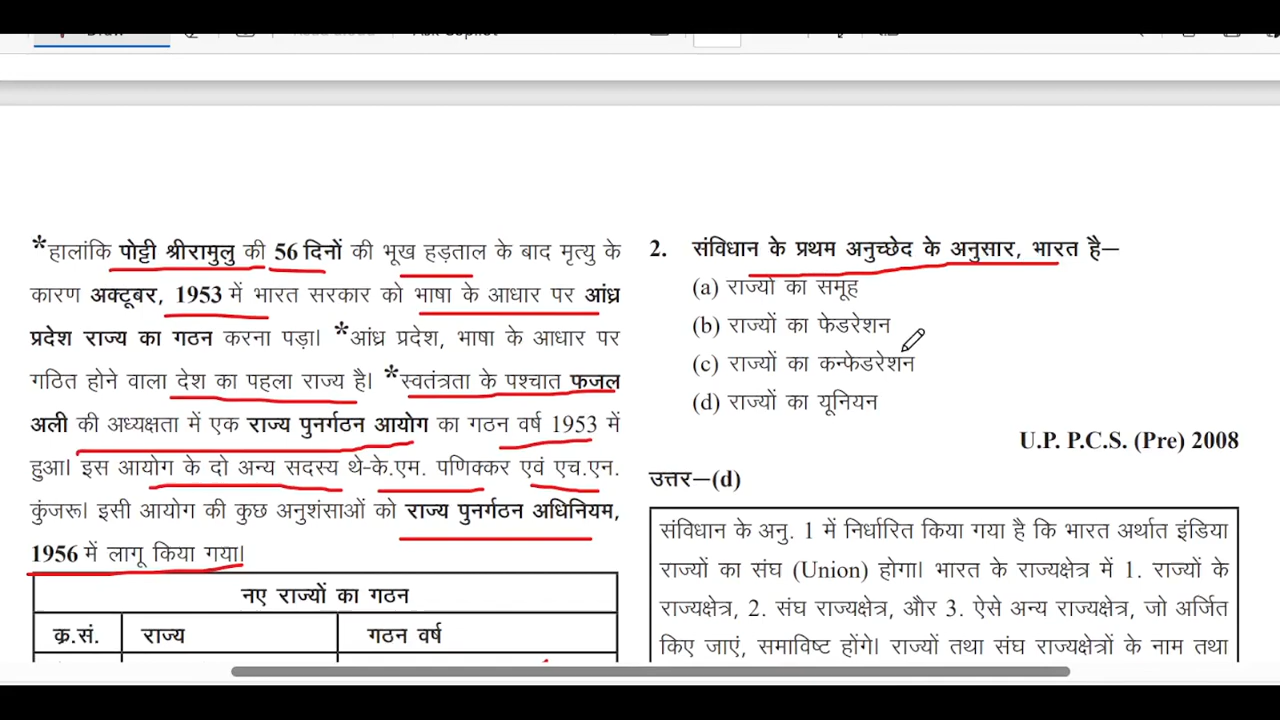 *हालांकि पोट्टी श्रीरामुलु की 56 दिनों की भूख हड़ताल के बाद मृत्यु के
कारण अक्टूबर, 1953 में भारत सरकार को भाषा के आधार पर आंध्र
प्रदेश राज्य का गठन करना पड़ा। *आंध्र प्रदेश, भाषा के आधार पर
गठित होने वाला देश का पहला राज्य है। *स्वतंत्रता के पश्चात फजल
अली की अध्यक्षता में एक राज्य पुनर्गठन आयोग का गठन वर्ष 1953 में
हुआ। इस आयोग के दो अन्य सदस्य थे-के.एम. पणिक्कर एवं एच.एन.
कुंजरू। इसी आयोग की कुछ अनुशंसाओं को राज्य पुनर्गठन अधिनियम,
1956 में लागू किया गया।
नए राज्यों का गठन
क्र.सं. राज्य गठन वर्ष
2. संविधान के प्रथम अनुच्छेद के अनुसार, भारत है–
(a) राज्यों का समूह
(b) राज्यों का फेडरेशन
(c) राज्यों का कन्फेडरेशन
(d) राज्यों का यूनियन
U.P. P.C.S. (Pre) 2008
उत्तर–(d)
संविधान के अनु. 1 में निर्धारित किया गया है कि भारत अर्थात इंडिया
राज्यों का संघ (Union) होगा। भारत के राज्यक्षेत्र में 1. राज्यों के
राज्यक्षेत्र, 2. संघ राज्यक्षेत्र, और 3. ऐसे अन्य राज्यक्षेत्र, जो अर्जित
किए जाएं, समाविष्ट होंगे। राज्यों तथा संघ राज्यक्षेत्रों के नाम तथा